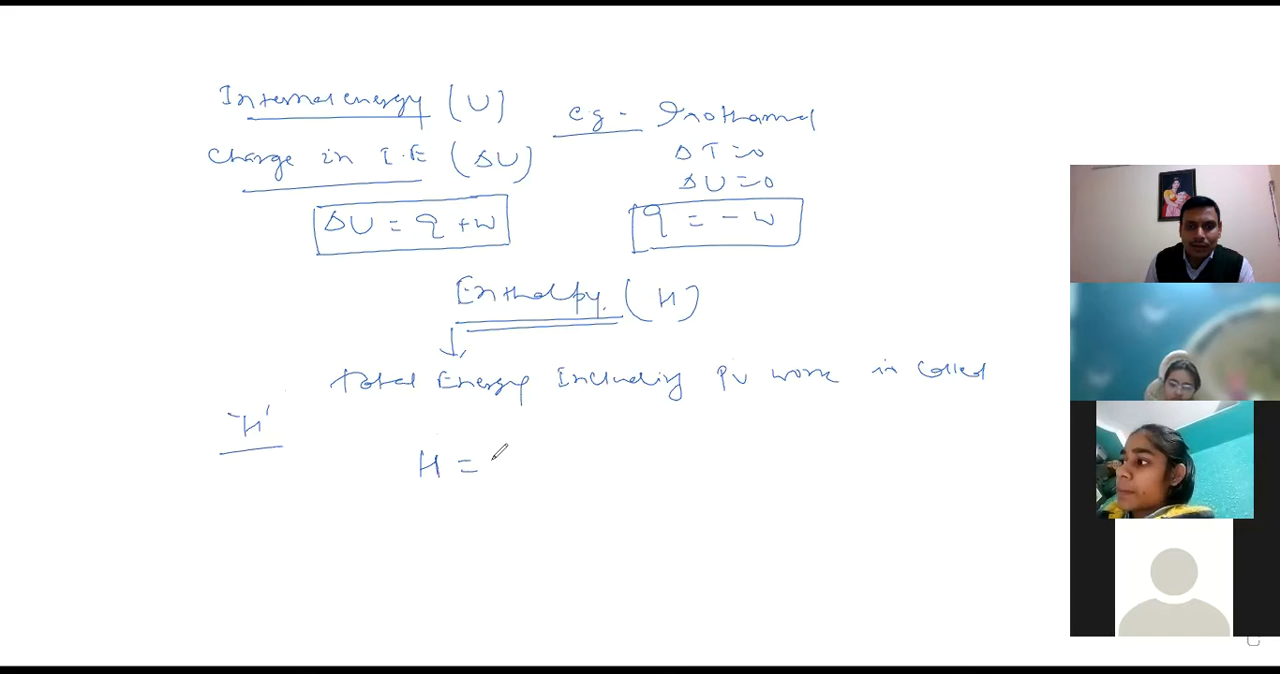 Internal energy (U)
Change in I.E (ΔU)
ΔU = q + w
e.g - Isothermal
ΔT = 0
ΔU = 0
q = - w
Enthalpy. (H)
↓
total Energy Including PV work is called
'H'
H =